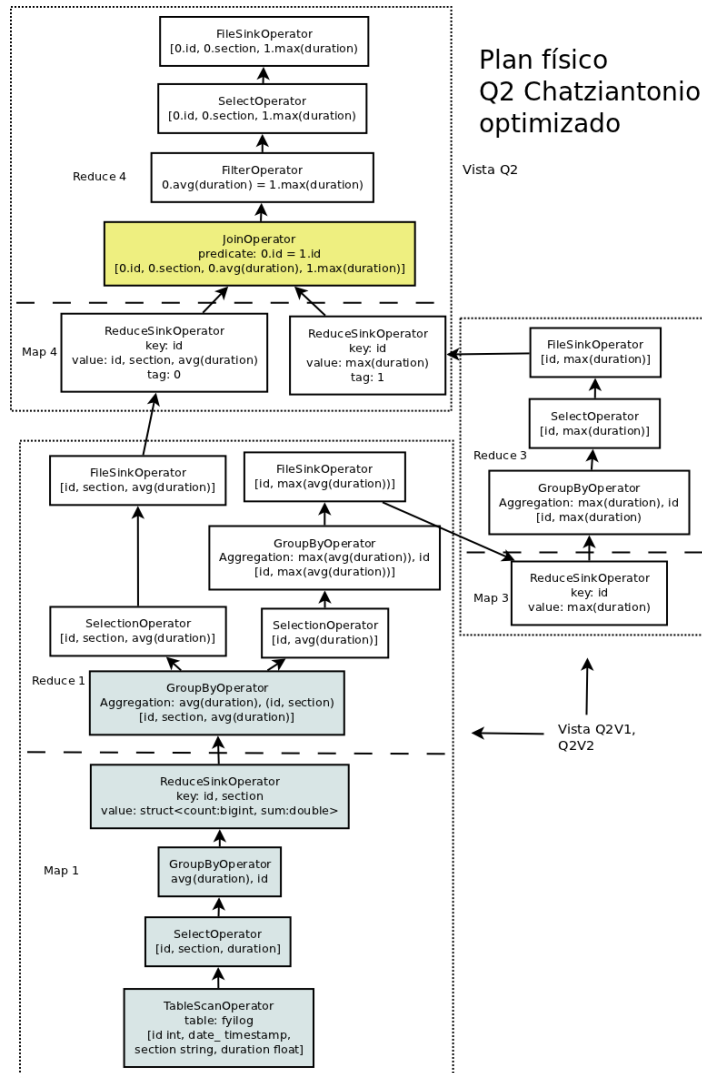 FileSinkOperator
[0.id, 0.section, 1.max(duration)
Plan físico
Q2 Chatziantonio
optimizado
SelectOperator
[0.id, 0.section, 1.max(duration)
Reduce 4
FilterOperator
0.avg(duration) = 1.max(duration)
Vista Q2
JoinOperator
predicate: 0.id = 1.id
[0.id, 0.section, 0.avg(duration), 1.max(duration)]
Map 4
ReduceSinkOperator
key: id
value: id, section, avg(duration)
tag: 0
ReduceSinkOperator
key: id
value: max(duration)
tag: 1
FileSinkOperator
[id, max(duration)]
SelectOperator
[id, max(duration)]
Reduce 3
GroupByOperator
Aggregation: max(duration), id
[id, max(duration)
Map 3
ReduceSinkOperator
key: id
value: max(duration)
FileSinkOperator
[id, section, avg(duration)]
FileSinkOperator
[id, max(avg(duration))]
GroupByOperator
Aggregation: max(avg(duration)), id
[id, max(avg(duration))]
SelectionOperator
[id, section, avg(duration)]
SelectionOperator
[id, avg(duration)]
Reduce 1
GroupByOperator
Aggregation: avg(duration), (id, section)
[id, section, avg(duration)]
Vista Q2V1,
Q2V2
ReduceSinkOperator
key: id, section
value: struct<count:bigint, sum:double>
Map 1
GroupByOperator
avg(duration), id
SelectOperator
[id, section, duration]
TableScanOperator
table: fyilog
[id int, date_ timestamp,
section string, duration float]